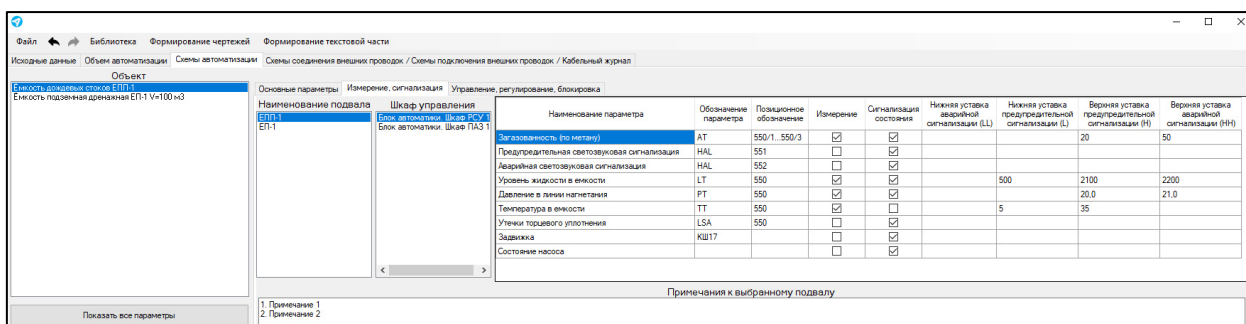 Файл Библиотека Формирование чертежей Формирование текстовой части
Исходные данные Объем автоматизации Схемы автоматизации Схемы соединения внешних проводок / Схемы подключения внешних проводок / Кабельный журнал
Объект
Емкость дождевых стоков ЕПП-1
Емкость подземная дренажная ЕП-1 V=100 м3
Показать все параметры
Основные параметры Измерение, сигнализация Управление, регулирование, блокировка
Наименование подвала
ЕПП-1
ЕП-1
Шкаф управления
Блок автоматики. Шкаф РСУ 1
Блок автоматики. Шкаф ПАЗ 1
Наименование параметра Обозначение параметра Позиционное обозначение Измерение Сигнализация состояния Нижняя уставка аварийной сигнализации (LL) Нижняя уставка предупредительной сигнализации (L) Верхняя уставка предупредительной сигнализации (H) Верхняя уставка аварийной сигнализации (HH)
Загазованность (по метану) AT 550/1...550/3 20 50
Предупредительная светозвуковая сигнализация HAL 551
Аварийная светозвуковая сигнализация HAL 552
Уровень жидкости в емкости LT 550 500 2100 2200
Давление в линии нагнетания PT 550 20,0 21,0
Температура в емкости TT 550 5 35
Утечки торцевого уплотнения LSA 550
Задвижка КШ17
Состояние насоса
Примечания к выбранному подвалу
1. Примечание 1
2. Примечание 2